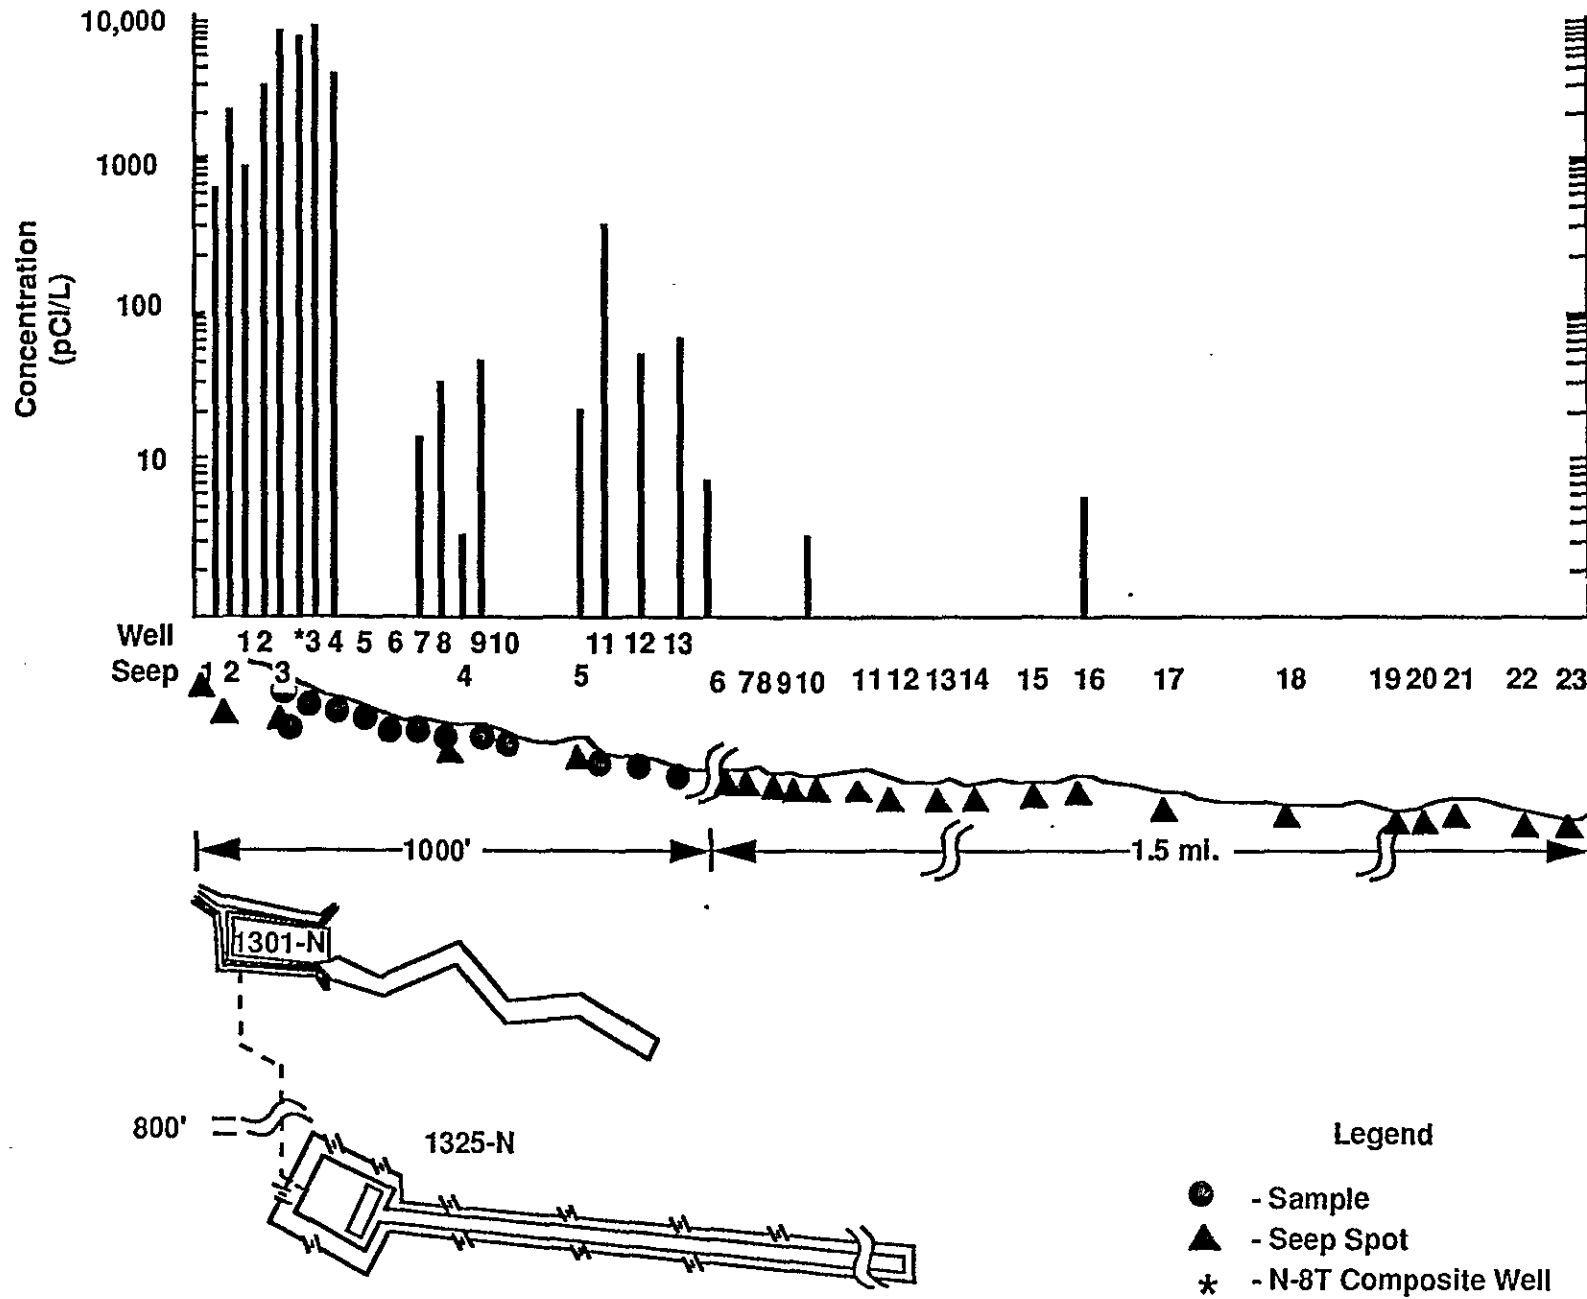 10,000
1000
100
10
Concentration
(pCi/L)
Well 1 2 *3 4 5 6 7 8 9 10 11 12 13
Seep 1 2 3 4 5 6 7 8 9 10 11 12 13 14 15 16 17 18 19 20 21 22 23
1000' 1.5 mi.
1301-N
800'
1325-N
Legend
- Sample
- Seep Spot
* - N-8T Composite Well